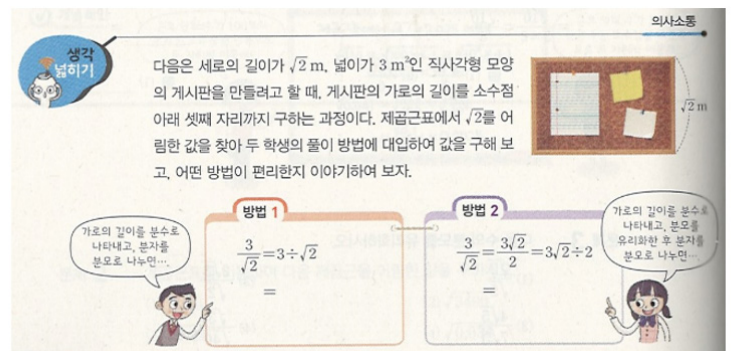 의사소통
생각
넓히기
다음은 세로의 길이가 √2 m, 넓이가 3 m²인 직사각형 모양
의 게시판을 만들려고 할 때, 게시판의 가로의 길이를 소수점
아래 셋째 자리까지 구하는 과정이다. 제곱근표에서 √2를 어
림한 값을 찾아 두 학생의 풀이 방법에 대입하여 값을 구해 보
고, 어떤 방법이 편리한지 이야기하여 보자.
√2 m
가로의 길이를 분수로
나타내고, 분자를
분모로 나누면….
방법 1
3/√2=3÷√2
=
방법 2
3/√2=3√2/2=3√2÷2
=
가로의 길이를 분수로
나타내고, 분모를
유리화한 후 분자를
분모로 나누면…